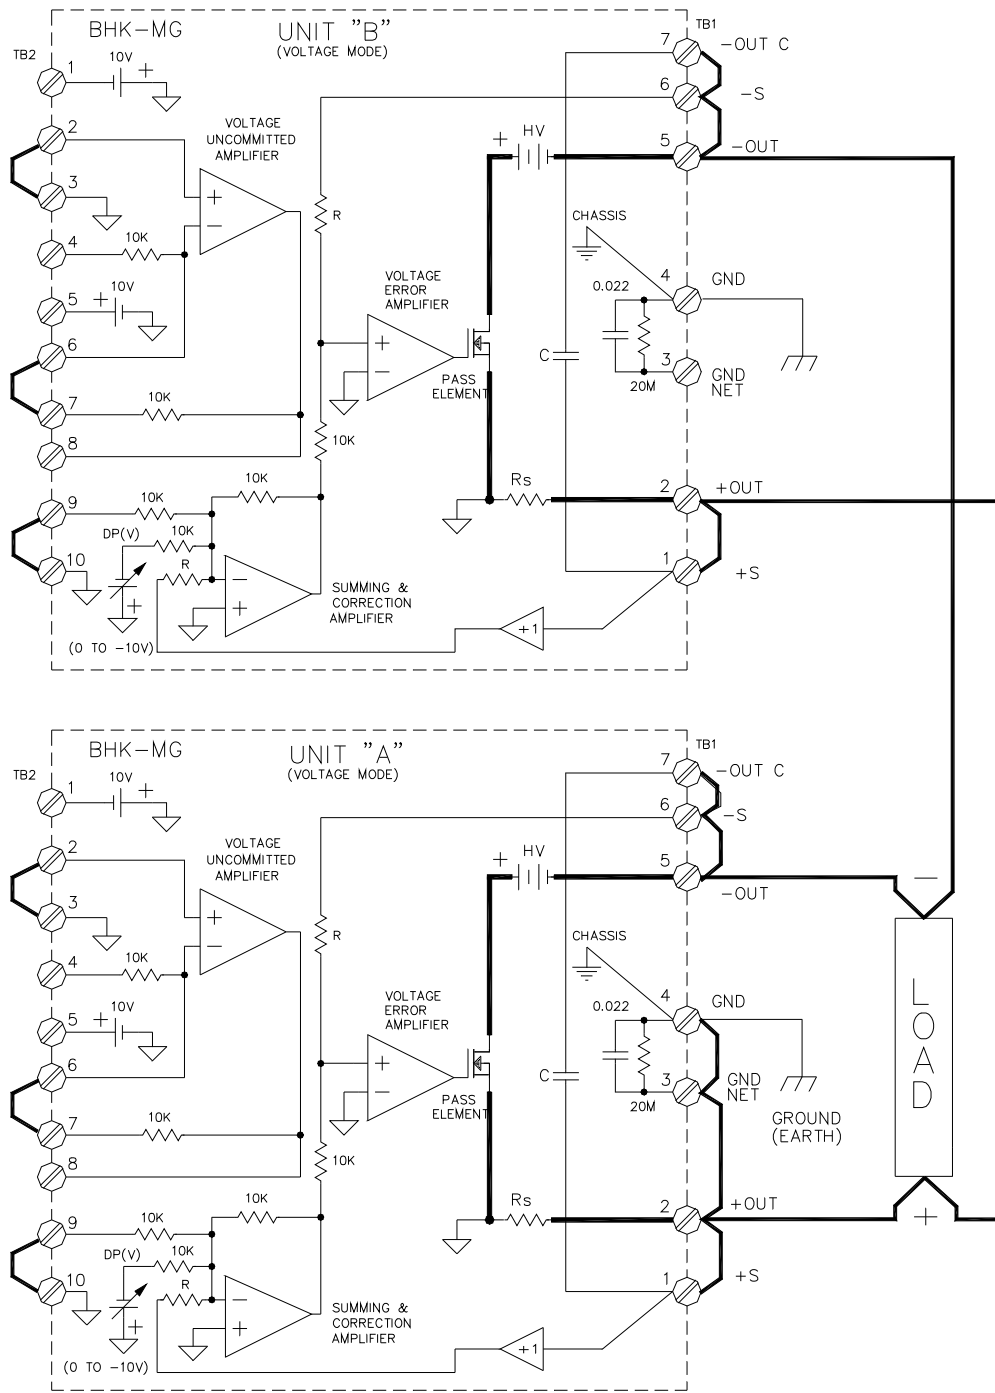 BHK-MG
UNIT "B"
(VOLTAGE MODE)
TB2
TB1
1
10V
+
7
-OUT C
6
-S
2
VOLTAGE
UNCOMMITTED
AMPLIFIER
+
HV
5
-OUT
3
+
-
R
CHASSIS
4
10K
4
GND
5
+
10V
VOLTAGE
ERROR
AMPLIFIER
0.022
6
+
-
C
3
GND
NET
20M
PASS
ELEMENT
7
10K
10K
8
10K
Rs
2
+OUT
9
10K
DP(V)
10K
10
R
-
+
+
1
+S
SUMMING &
CORRECTION
AMPLIFIER
+1
(0 TO -10V)
BHK-MG
UNIT "A"
(VOLTAGE MODE)
TB2
TB1
1
10V
+
7
-OUT C
6
-S
2
VOLTAGE
UNCOMMITTED
AMPLIFIER
+
HV
5
-OUT
-
3
+
-
R
CHASSIS
4
10K
4
GND
5
+
10V
VOLTAGE
ERROR
AMPLIFIER
0.022
LOAD
6
+
-
C
3
GND
NET
20M
PASS
ELEMENT
GROUND
(EARTH)
7
10K
10K
8
10K
Rs
2
+OUT
+
9
10K
DP(V)
10K
10
R
-
+
+
1
+S
SUMMING &
CORRECTION
AMPLIFIER
+1
(0 TO -10V)